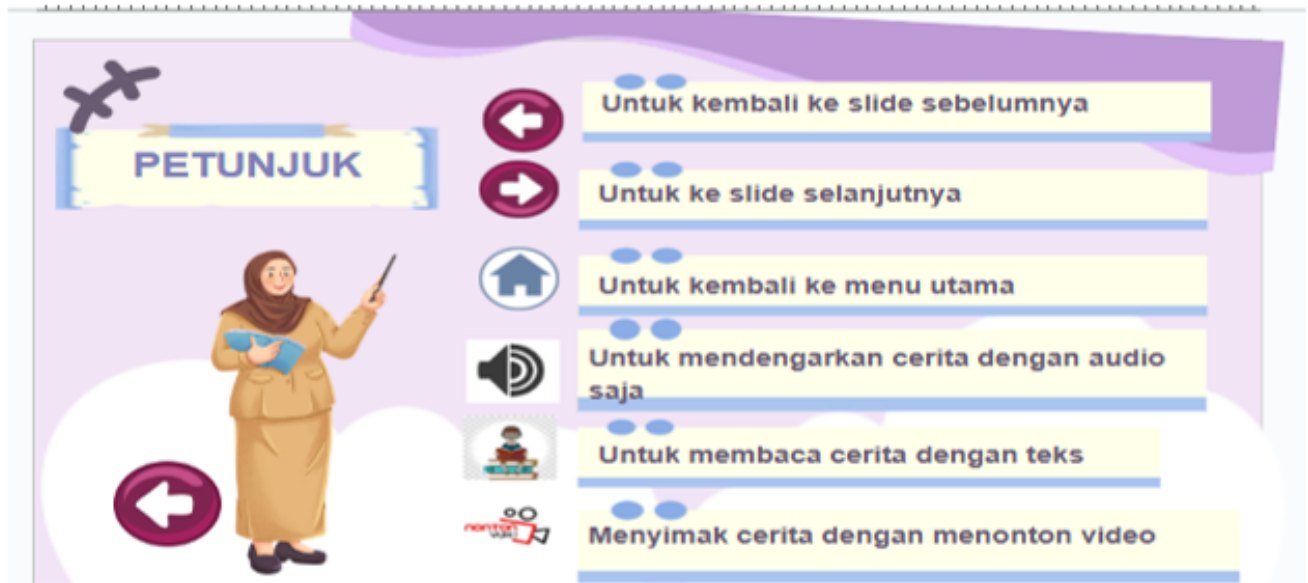 PETUNJUK
Untuk kembali ke slide sebelumnya
Untuk ke slide selanjutnya
Untuk kembali ke menu utama
Untuk mendengarkan cerita dengan audio
saja
Untuk membaca cerita dengan teks
nonton
Menyimak cerita dengan menonton video